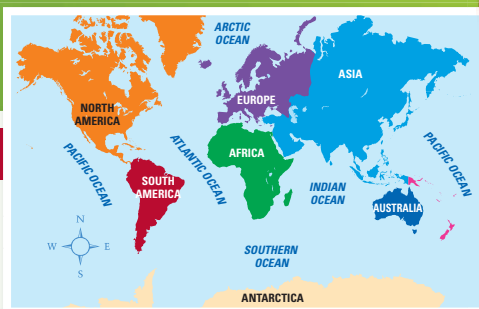 ARCTIC
OCEAN
ASIA
EUROPE
NORTH
AMERICA
ATLANTIC OCEAN
PACIFIC OCEAN
AFRICA
PACIFIC OCEAN
SOUTH
AMERICA
INDIAN
OCEAN
AUSTRALIA
N
W
E
S
SOUTHERN
OCEAN
ANTARCTICA